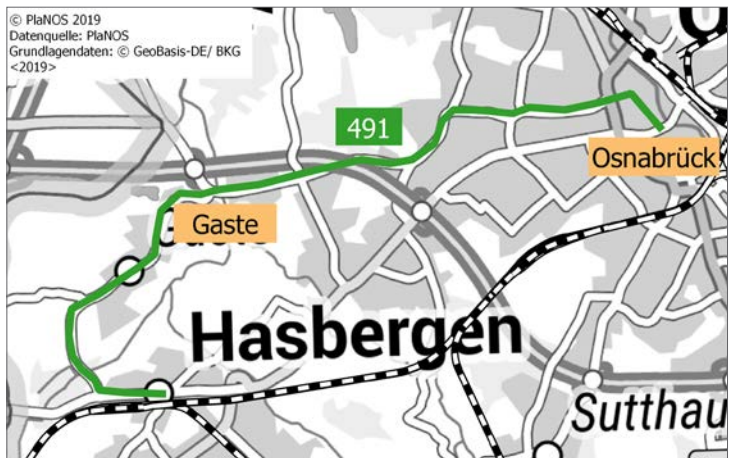 © PlaNOS 2019
Datenquelle: PlaNOS
Grundlagendaten: © GeoBasis-DE/ BKG
<2019>
491
Osnabrück
Gaste
Hasbergen
Sutthau